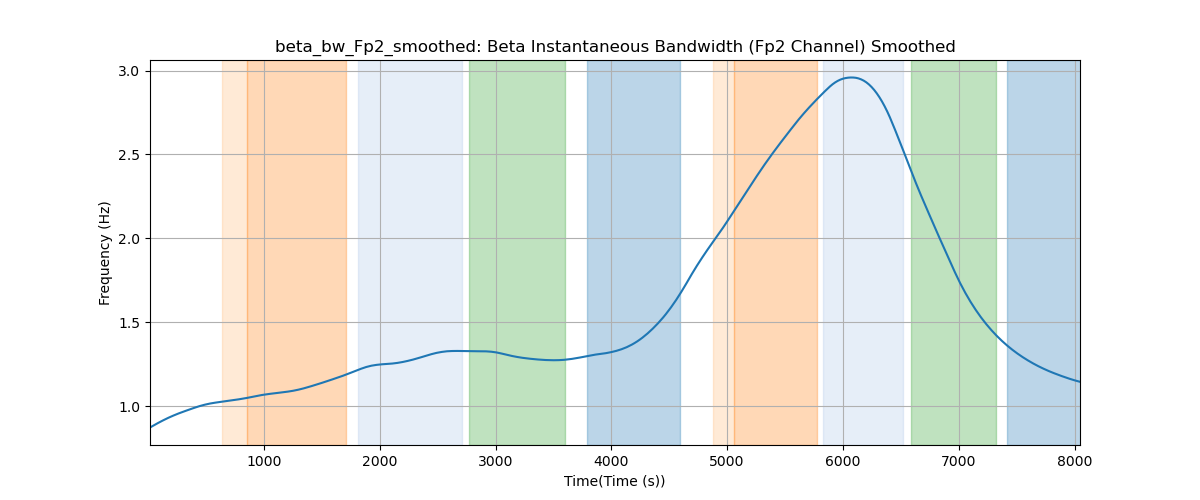 beta_bw_Fp2_smoothed: Beta Instantaneous Bandwidth (Fp2 Channel) Smoothed
3.0
2.5
2.0
1.5
1.0
Frequency (Hz)
1000 2000 3000 4000 5000 6000 7000 8000
Time(Time (s))